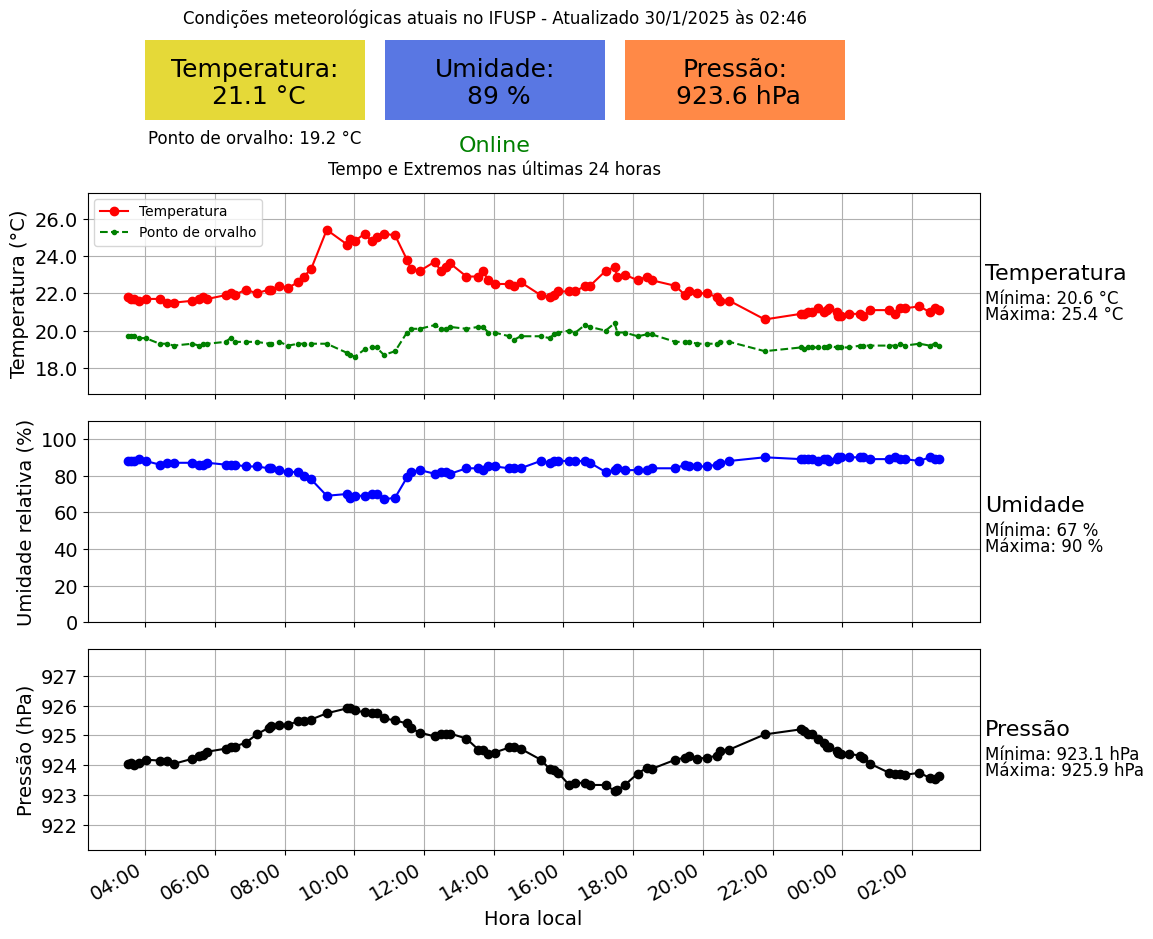 Condições meteorológicas atuais no IFUSP - Atualizado 30/1/2025 às 02:46
Temperatura:
21.1 °C
Umidade:
89 %
Pressão:
923.6 hPa
Ponto de orvalho: 19.2 °C
Online
Tempo e Extremos nas últimas 24 horas
Temperatura (°C)
26.0
24.0
22.0
20.0
18.0
Temperatura
Ponto de orvalho
Temperatura
Mínima: 20.6 °C
Máxima: 25.4 °C
Umidade relativa (%)
100
80
60
40
20
0
Umidade
Mínima: 67 %
Máxima: 90 %
Pressão (hPa)
927
926
925
924
923
922
Pressão
Mínima: 923.1 hPa
Máxima: 925.9 hPa
04:00 06:00 08:00 10:00 12:00 14:00 16:00 18:00 20:00 22:00 00:00 02:00
Hora local